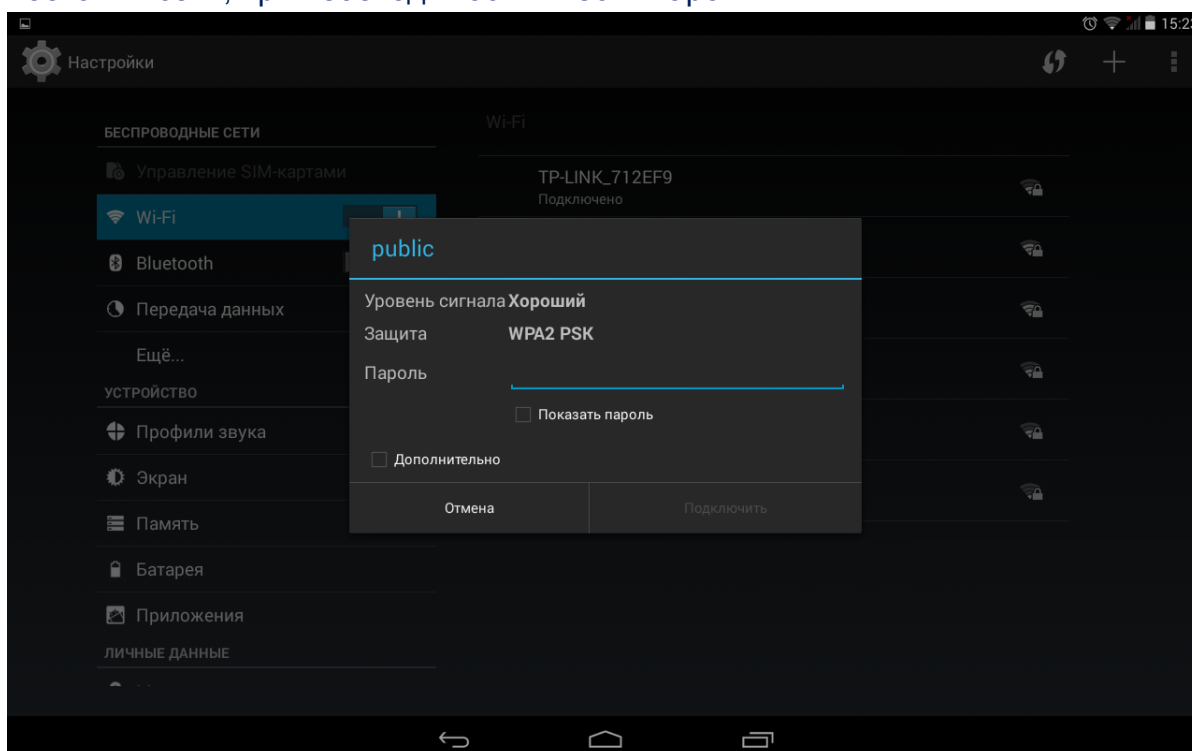 15:23
Настройки
Wi-Fi
БЕСПРОВОДНЫЕ СЕТИ
Управление SIM-картами
TP-LINK_712EF9
Подключено
Wi-Fi
public
Bluetooth
Уровень сигнала Хороший
Передача данных
Защита WPA2 PSK
Ещё...
Пароль
УСТРОЙСТВО
Показать пароль
Профили звука
Дополнительно
Экран
Отмена Подключить
Память
Батарея
Приложения
ЛИЧНЫЕ ДАННЫЕ